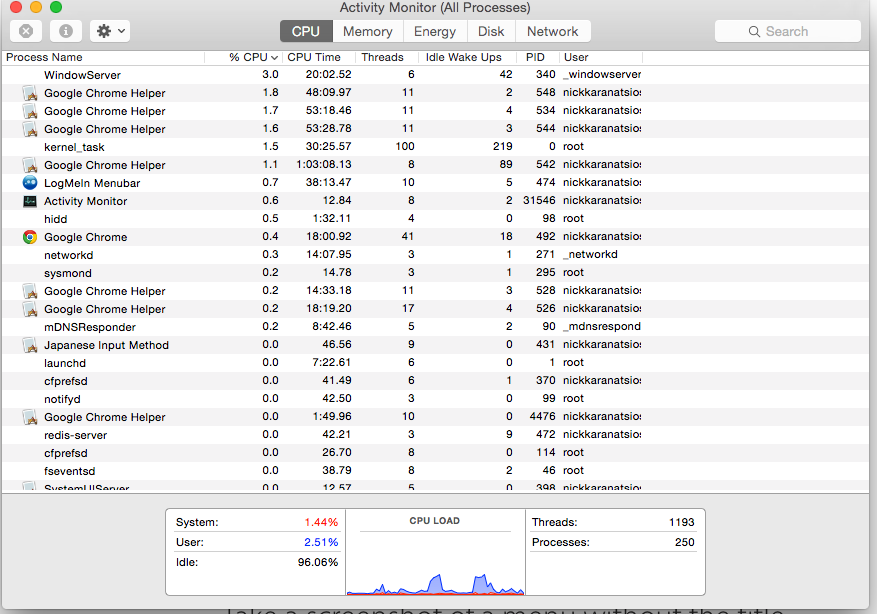 Activity Monitor (All Processes)
CPU Memory Energy Disk Network Search
Process Name % CPU CPU Time Threads Idle Wake Ups PID User
WindowServer 3.0 20:02.52 6 42 340 _windowserver
Google Chrome Helper 1.8 48:09.97 11 2 548 nickkaranatsios
Google Chrome Helper 1.7 53:18.46 11 4 534 nickkaranatsios
Google Chrome Helper 1.6 53:28.78 11 3 544 nickkaranatsios
kernel_task 1.5 30:25.57 100 219 0 root
Google Chrome Helper 1.1 1:03:08.13 8 89 542 nickkaranatsios
LogMeIn Menubar 0.7 38:13.47 10 5 474 nickkaranatsios
Activity Monitor 0.6 12.84 8 2 31546 nickkaranatsios
hidd 0.5 1:32.11 4 0 98 root
Google Chrome 0.4 18:00.92 41 18 492 nickkaranatsios
networkd 0.3 14:07.95 3 1 271 _networkd
sysmond 0.2 14.78 3 1 295 root
Google Chrome Helper 0.2 14:33.18 11 3 528 nickkaranatsios
Google Chrome Helper 0.2 18:19.20 17 4 526 nickkaranatsios
mDNSResponder 0.2 8:42.46 5 2 90 _mdnsrespond
Japanese Input Method 0.0 46.56 9 0 431 nickkaranatsios
launchd 0.0 7:22.61 6 0 1 root
cfprefsd 0.0 41.49 6 1 370 nickkaranatsios
notifyd 0.0 42.50 3 0 99 root
Google Chrome Helper 0.0 1:49.96 10 0 4476 nickkaranatsios
redis-server 0.0 42.21 3 9 472 nickkaranatsios
cfprefsd 0.0 26.70 8 0 114 root
fseventsd 0.0 38.79 8 2 46 root
SystemUIServer 0.0 12.57 5 0 398 nickkaranatsios
System: 1.44% CPU LOAD Threads: 1193
User: 2.51% Processes: 250
Idle: 96.06%
Take a screenshot of a menu without the title